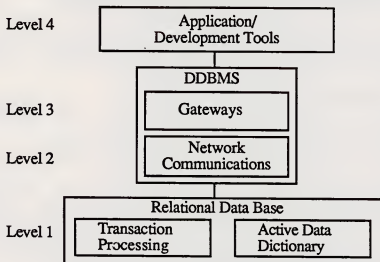 Level 4
Application/
Development Tools
DDBMS
Level 3
Gateways
Level 2
Network
Communications
Relational Data Base
Level 1
Transaction
Processing
Active Data
Dictionary